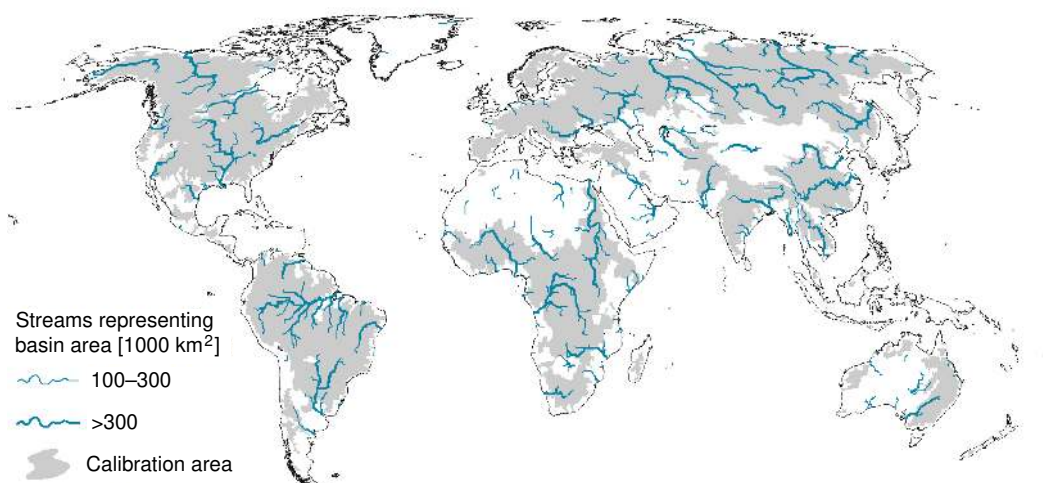 Streams representing
basin area [1000 km²]
100–300
>300
Calibration area